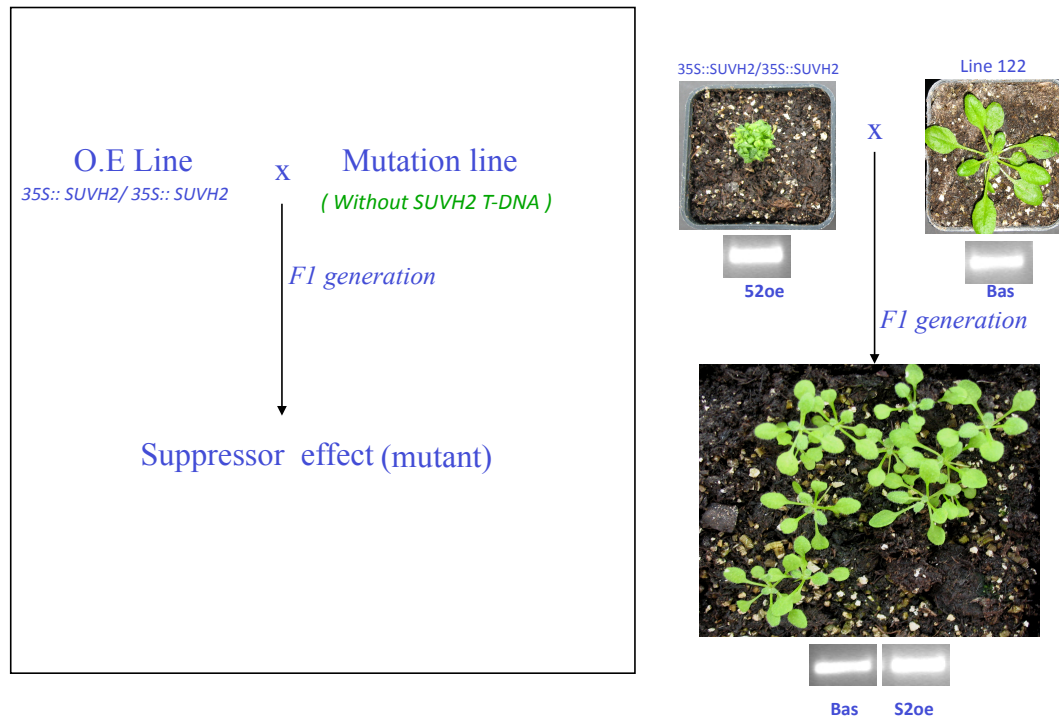 O.E Line x Mutation line
35S:: SUVH2/ 35S:: SUVH2
( Without SUVH2 T-DNA )
F1 generation
Suppressor effect (mutant)
35S::SUVH2/35S::SUVH2
Line 122
x
52oe
Bas
F1 generation
Bas
S2oe